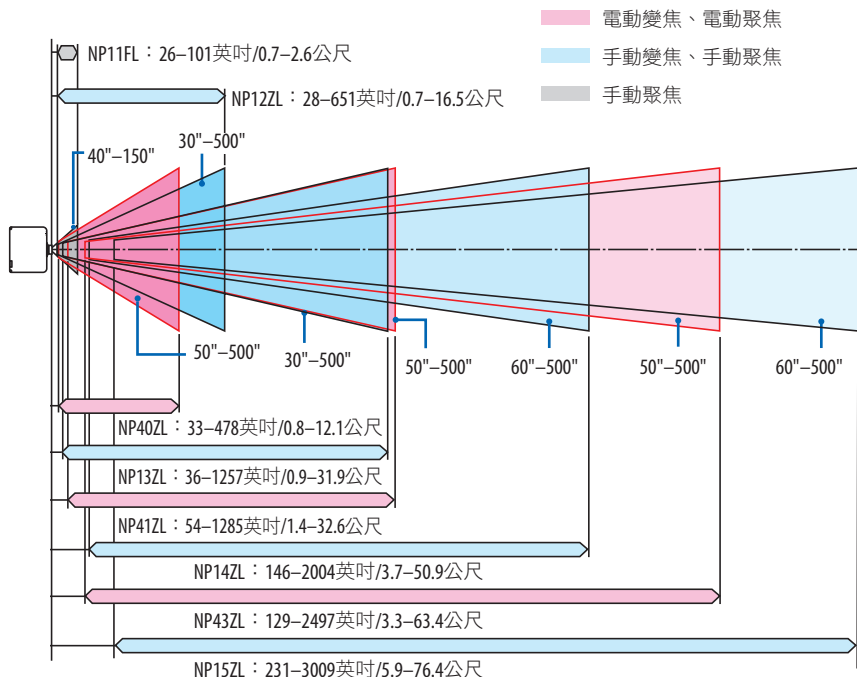 電動變焦、電動聚焦
手動變焦、手動聚焦
手動聚焦
NP11FL：26–101英吋/0.7–2.6公尺
NP12ZL：28–651英吋/0.7–16.5公尺
40"–150"
30"–500"
50"–500"
30"–500"
50"–500"
60"–500"
50"–500"
60"–500"
NP40ZL：33–478英吋/0.8–12.1公尺
NP13ZL：36–1257英吋/0.9–31.9公尺
NP41ZL：54–1285英吋/1.4–32.6公尺
NP14ZL：146–2004英吋/3.7–50.9公尺
NP43ZL：129–2497英吋/3.3–63.4公尺
NP15ZL：231–3009英吋/5.9–76.4公尺